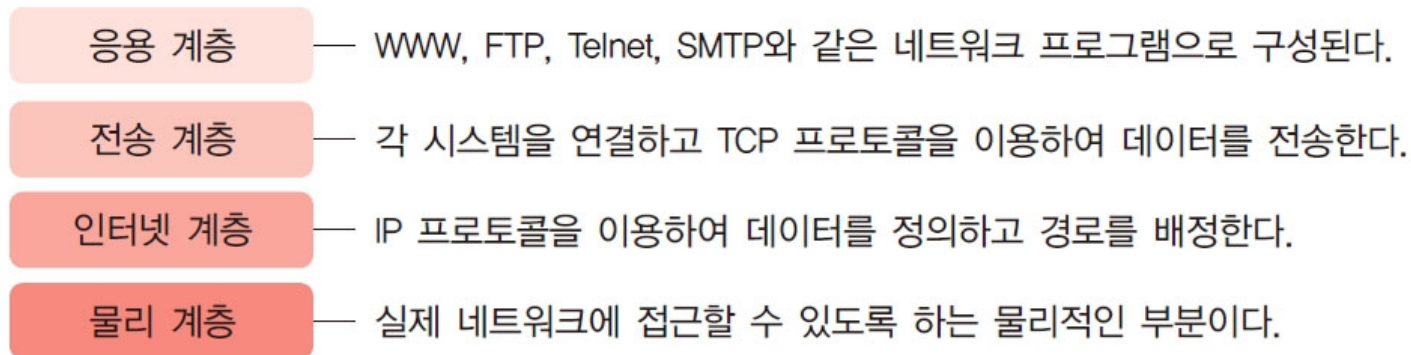 응용 계층 WWW, FTP, Telnet, SMTP와 같은 네트워크 프로그램으로 구성된다.
전송 계층 각 시스템을 연결하고 TCP 프로토콜을 이용하여 데이터를 전송한다.
인터넷 계층 IP 프로토콜을 이용하여 데이터를 정의하고 경로를 배정한다.
물리 계층 실제 네트워크에 접근할 수 있도록 하는 물리적인 부분이다.